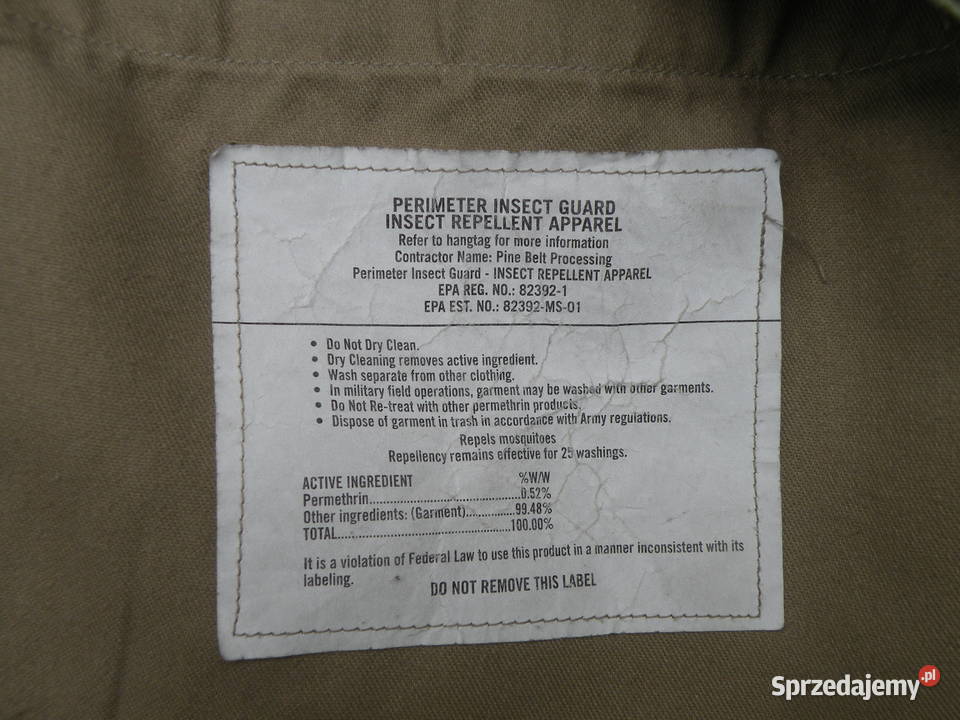 PERIMETER INSECT GUARD
INSECT REPELLENT APPAREL
Refer to hangtag for more information
Contractor Name: Pine Belt Processing
Perimeter Insect Guard - INSECT REPELLENT APPAREL
EPA REG. NO.: 82392-1
EPA EST. NO.: 82392-MS-01
• Do Not Dry Clean.
• Dry Cleaning removes active ingredient.
• Wash separate from other clothing.
• In military field operations, garment may be washed with other garments.
• Do Not Re-treat with other permethrin products.
• Dispose of garment in trash in accordance with Army regulations.
Repels mosquitoes
Repellency remains effective for 25 washings.
ACTIVE INGREDIENT %W/W
Permethrin..........................................0.52%
Other ingredients: (Garment)..............99.48%
TOTAL................................................100.00%
It is a violation of Federal Law to use this product in a manner inconsistent with its
labeling.
DO NOT REMOVE THIS LABEL
Sprzedajemy.pl